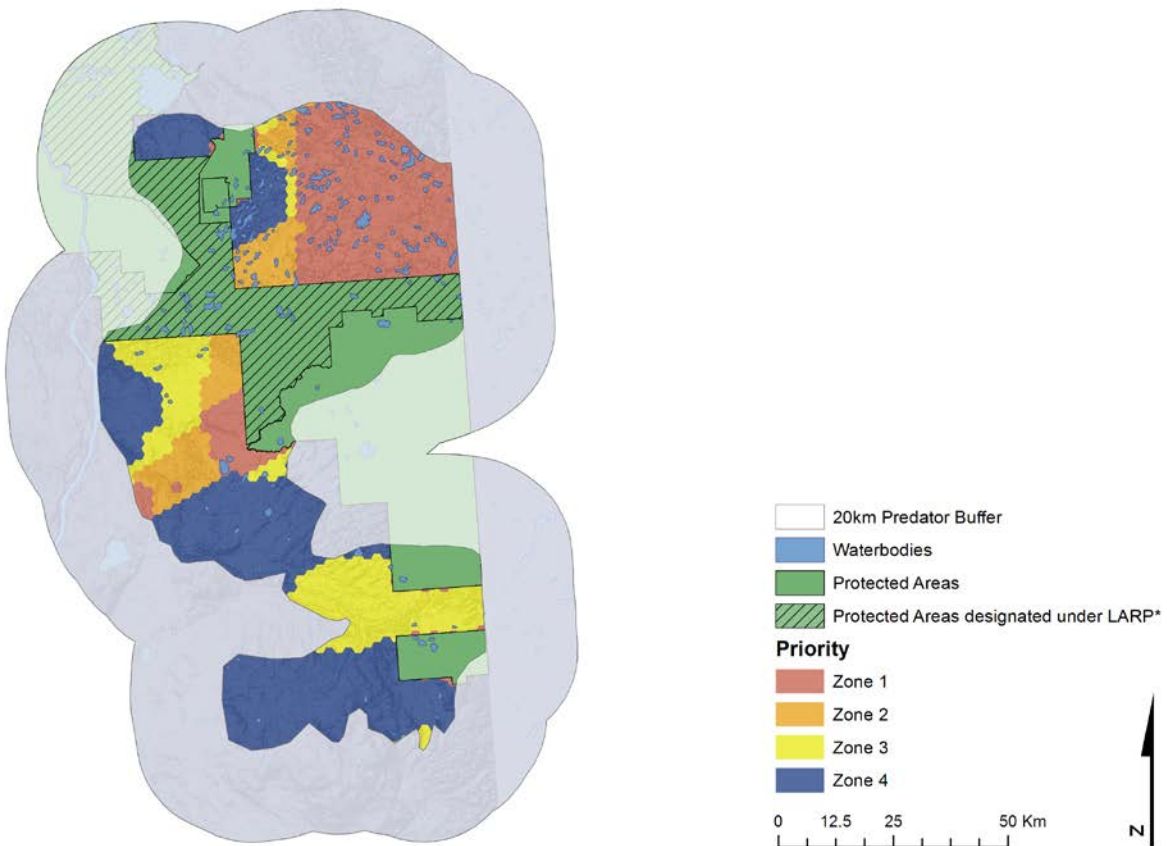 20km Predator Buffer
Waterbodies
Protected Areas
Protected Areas designated under LARP*
Priority
Zone 1
Zone 2
Zone 3
Zone 4
0 12.5 25 50 Km
N